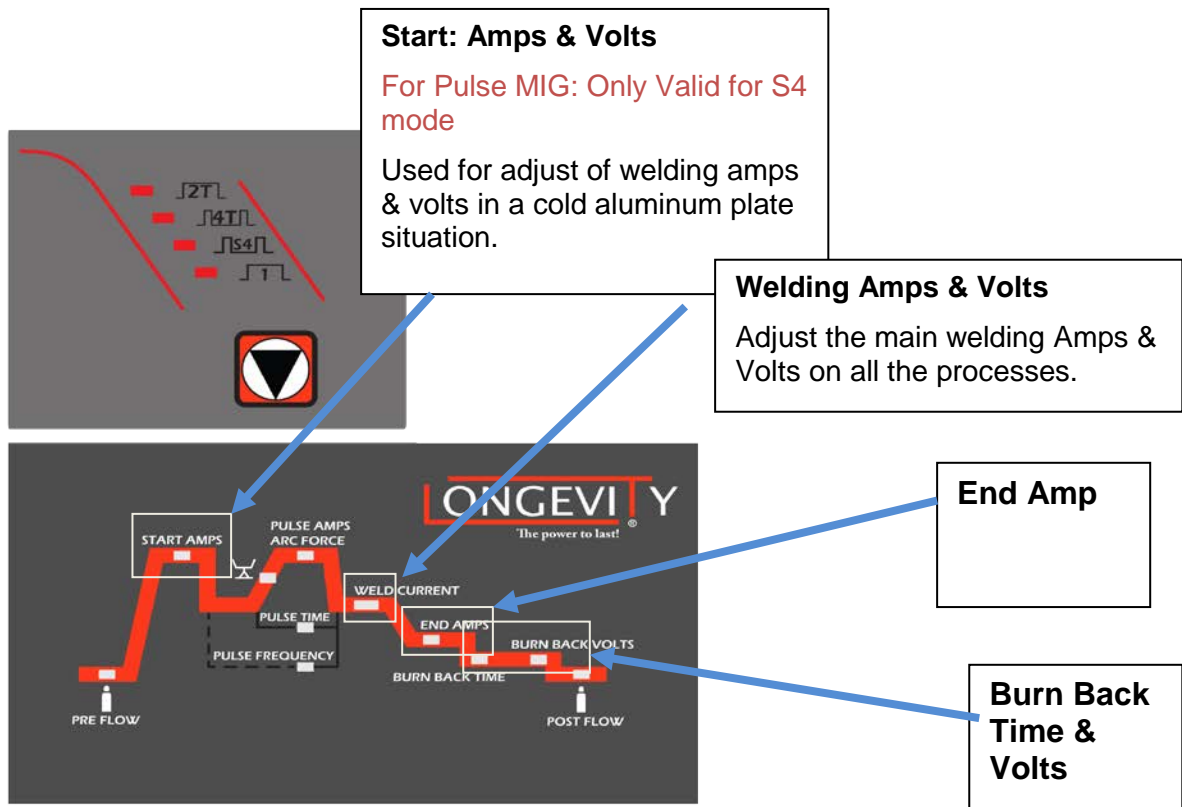 Start: Amps & Volts
For Pulse MIG: Only Valid for S4
mode
Used for adjust of welding amps
& volts in a cold aluminum plate
situation.
2T
4T
S4
1
Welding Amps & Volts
Adjust the main welding Amps &
Volts on all the processes.
LONGEVITY
®
The power to last!
START AMPS
PULSE AMPS
ARC FORCE
WELD CURRENT
PULSE TIME
END AMPS
PULSE FREQUENCY
BURN BACK VOLTS
BURN BACK TIME
PRE FLOW
POST FLOW
End Amp
Burn Back
Time &
Volts